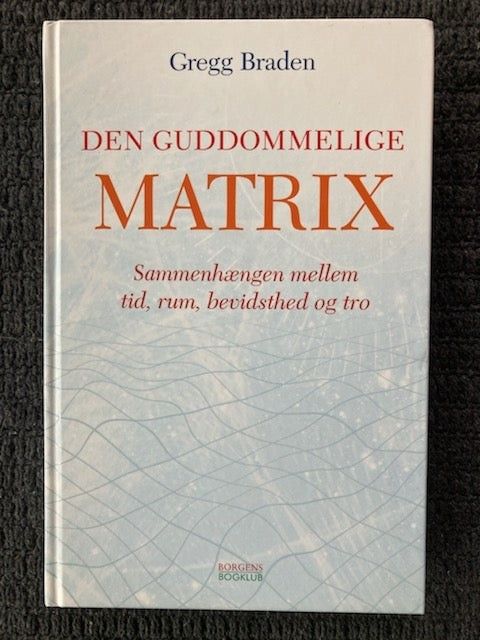 Gregg Braden
DEN GUDDOMMELIGE
MATRIX
Sammenhængen mellem
tid, rum, bevidsthed og tro
BORGENS
BOGKLUB